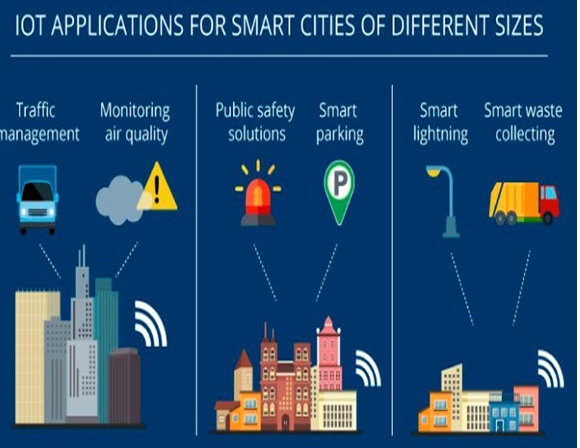 IOT APPLICATIONS FOR SMART CITIES OF DIFFERENT SIZES
Traffic
management
Monitoring
air quality
Public safety
solutions
Smart
parking
Smart
lightning
Smart waste
collecting
P